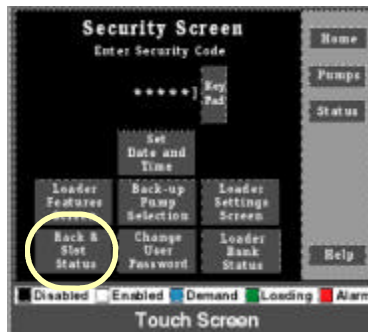 Security Screen
Enter Security Code
*****]
Key
Pad
Set
Date and
Time
Loader
Features
Back-up
Pump
Selection
Loader
Settings
Screen
Rack &
Slot
Status
Change
User
Password
Loader
Bank
Status
Home
Pumps
Status
Help
Disabled Enabled Demand Loading Alarm
Touch Screen